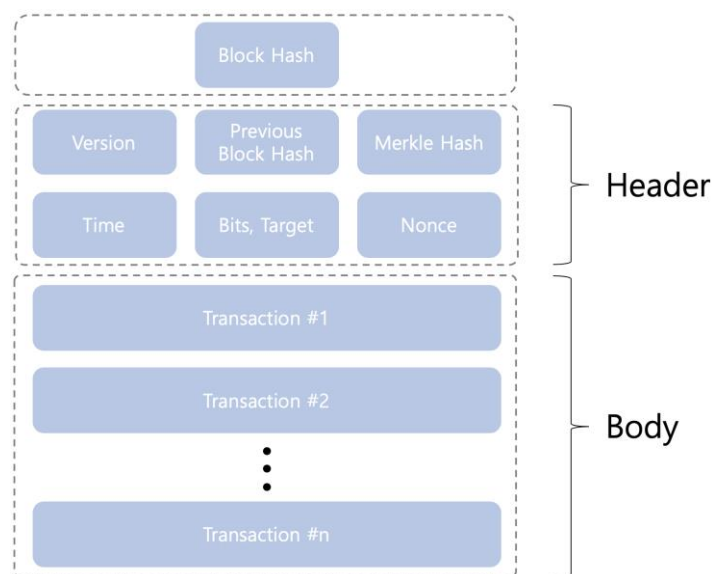 Block Hash
Version
Previous
Block Hash
Merkle Hash
Time
Bits, Target
Nonce
Header
Transaction #1
Transaction #2
Transaction #n
Body